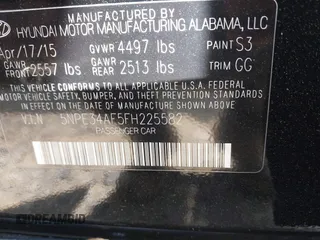 MANUFACTURED BY
HYUNDAI MOTOR MANUFACTURING ALABAMA, LLC
Apr/17/15 GVWR 4497 lbs PAINT S3
GAWR FRONT 2557 lbs GAWR REAR 2513 lbs TRIM GG
THIS VEHICLE CONFORMS TO ALL APPLICABLE FEDERAL MOTOR VEHICLE
SAFETY, BUMPER, AND THEFT PREVENTION STANDARDS IN
EFFECT ON THE DATE OF MANUFACTURE SHOWN ABOVE.
V.I.N 5NPE34AF5FH225582
PASSENGER CAR
DREAMBID